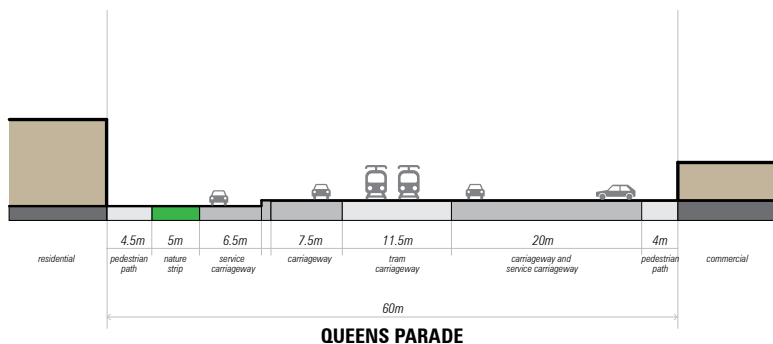 4.5m 5m 6.5m 7.5m 11.5m 20m 4m
residential pedestrian nature service carriageway tram carriageway and pedestrian commercial
path strip carriageway carriageway service carriageway path
60m
QUEENS PARADE